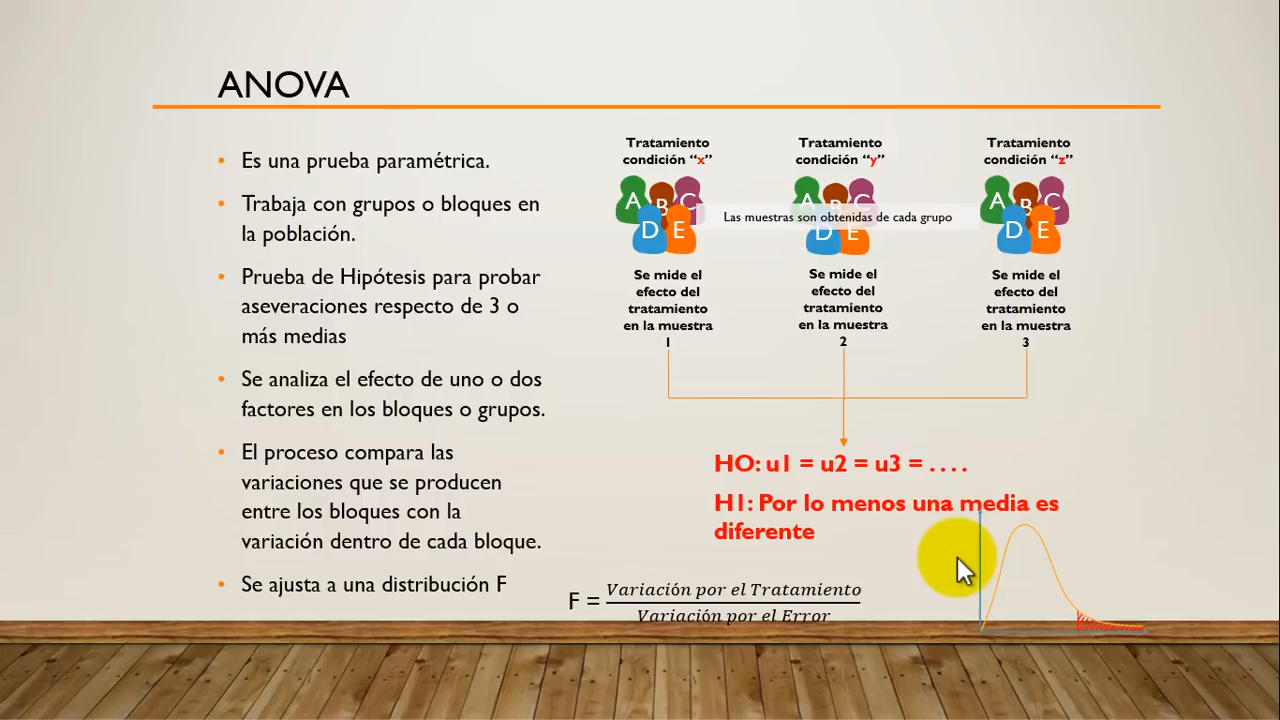 ANOVA
• Es una prueba paramétrica.
• Trabaja con grupos o bloques en
la población.
• Prueba de Hipótesis para probar
aseveraciones respecto de 3 o
más medias
• Se analiza el efecto de uno o dos
factores en los bloques o grupos.
• El proceso compara las
variaciones que se producen
entre los bloques con la
variación dentro de cada bloque.
• Se ajusta a una distribución F
Tratamiento
condición “x”
A B C
D E
Se mide el
efecto del
tratamiento
en la muestra
1
Tratamiento
condición “y”
A B C
D E
Se mide el
efecto del
tratamiento
en la muestra
2
Tratamiento
condición “z”
A B C
D E
Se mide el
efecto del
tratamiento
en la muestra
3
Las muestras son obtenidas de cada grupo
HO: u1 = u2 = u3 = . . . .
H1: Por lo menos una media es
diferente
F = Variación por el Tratamiento
Variación por el Error